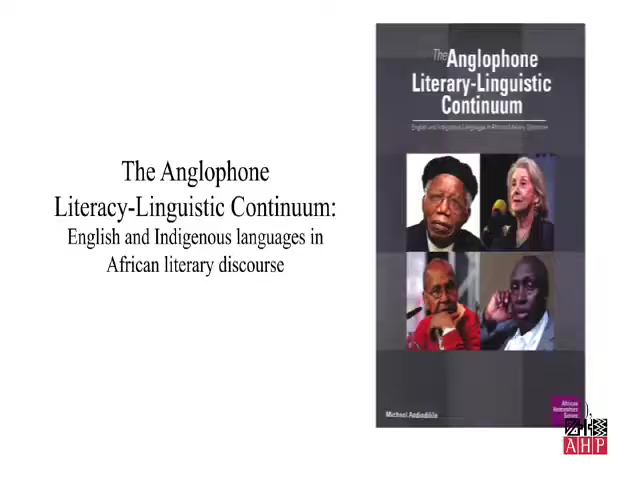 The Anglophone
Literacy-Linguistic Continuum:
English and Indigenous languages in
African literary discourse
The Anglophone
Literary-Linguistic
Continuum
English and Indigenous Languages in African Literary Discourse
Michael Andindilile
African
Humanities
Series
AHP